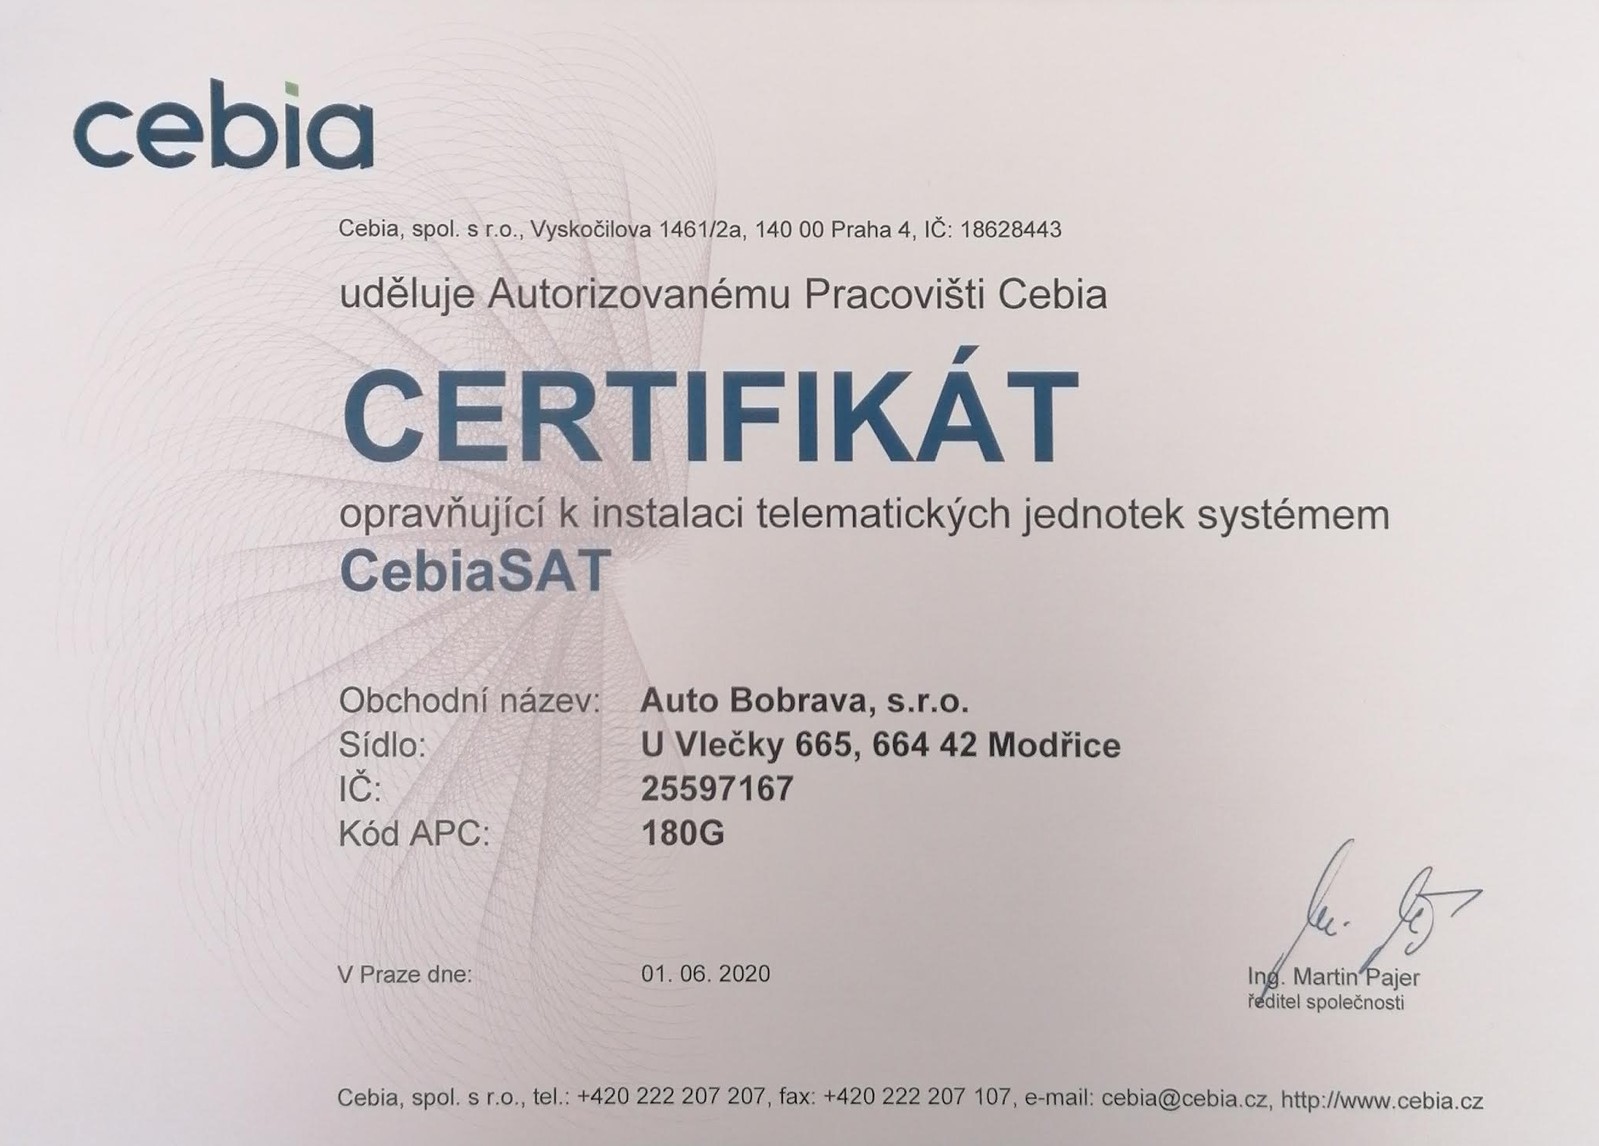 cebia
Cebia, spol. s r.o., Vyskočilova 1461/2a, 140 00 Praha 4, IČ: 18628443
uděluje Autorizovanému Pracovišti Cebia
CERTIFIKÁT
opravňující k instalaci telematických jednotek systémem
CebiaSAT
Obchodní název: Auto Bobrava, s.r.o.
Sídlo: U Vlečky 665, 664 42 Modřice
IČ: 25597167
Kód APC: 180G
V Praze dne: 01. 06. 2020
Ing. Martin Pajer
ředitel společnosti
Cebia, spol. s r.o., tel.: +420 222 207 207, fax: +420 222 207 107, e-mail: cebia@cebia.cz, http://www.cebia.cz